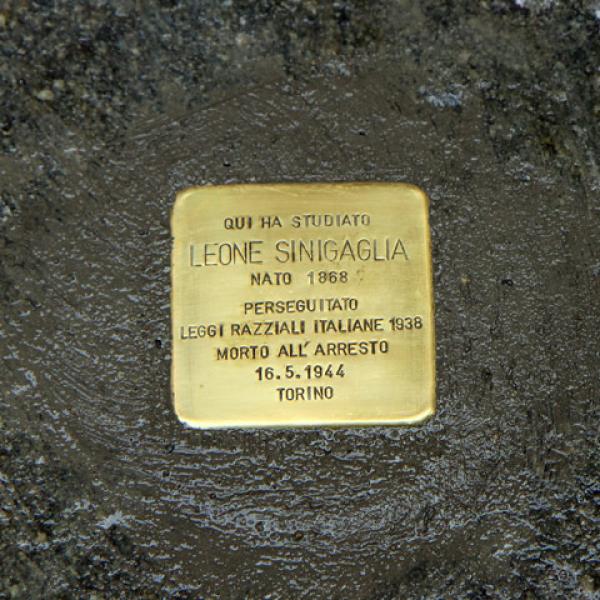 QUI HA STUDIATO
LEONE SINIGAGLIA
NATO 1868
PERSEGUITATO
LEGGI RAZZIALI ITALIANE 1938
MORTO ALL'ARRESTO
16.5.1944
TORINO